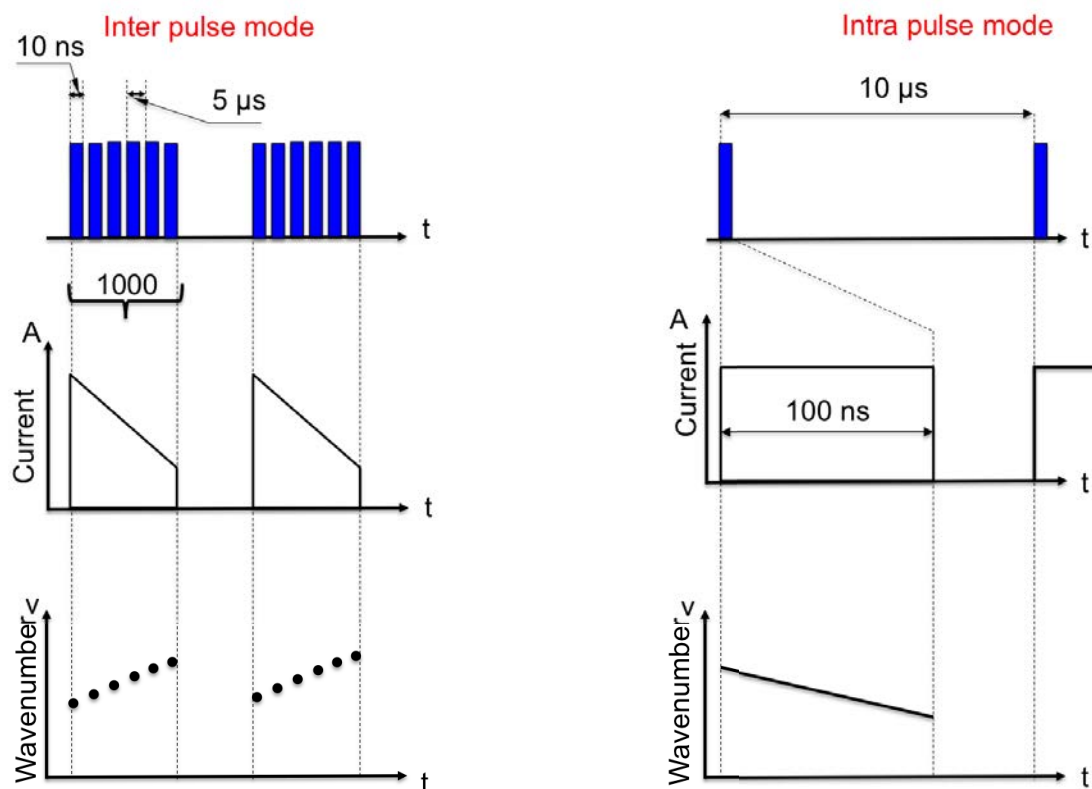 Inter pulse mode
10 ns
5 µs
t
1000
A
Current
t
Wavenumber ν
t
Intra pulse mode
10 µs
t
A
Current
100 ns
t
Wavenumber ν
t